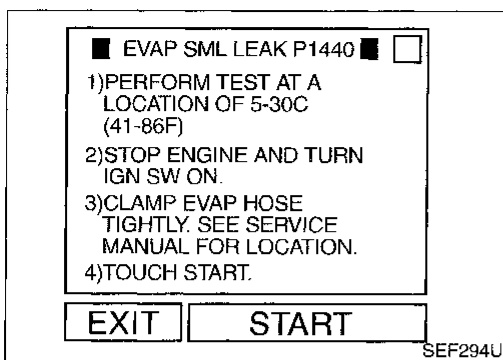 ■ EVAP SML LEAK P1440 ■ □
1)PERFORM TEST AT A
LOCATION OF 5-30C
(41-86F)
2)STOP ENGINE AND TURN
IGN SW ON.
3)CLAMP EVAP HOSE
TIGHTLY. SEE SERVICE
MANUAL FOR LOCATION.
4)TOUCH START.
EXIT START
SEF294U